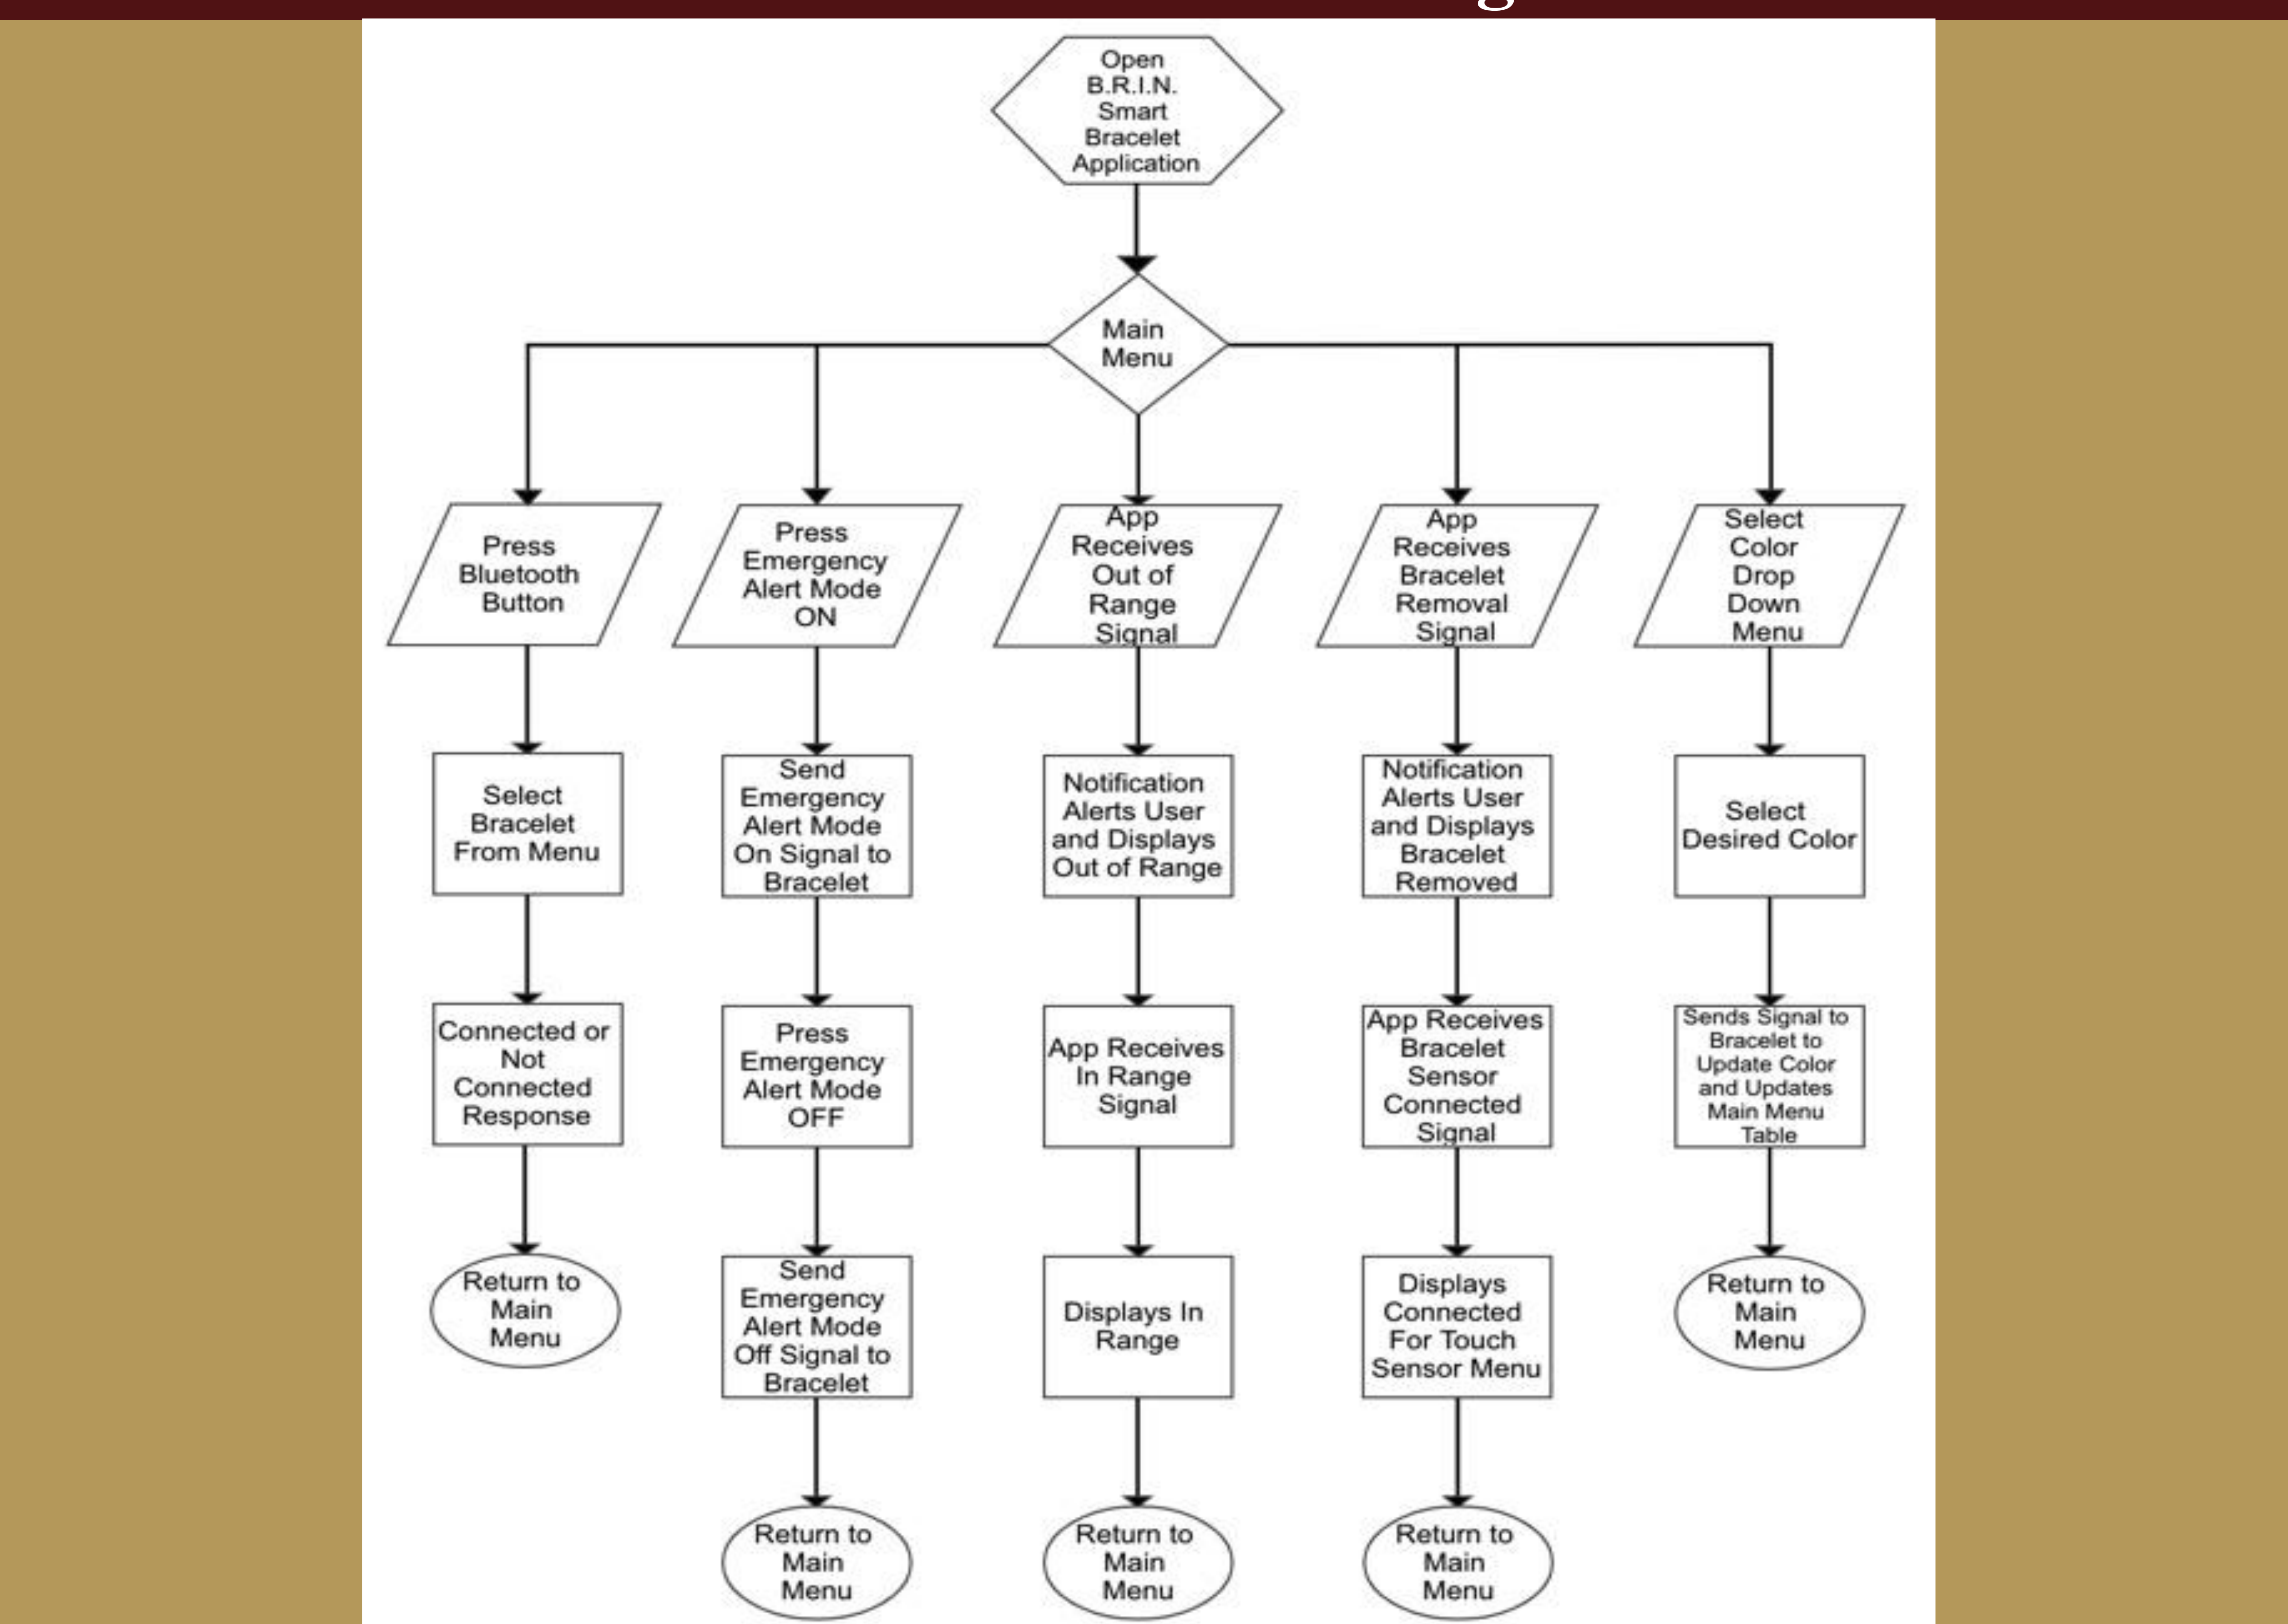 Open
B.R.I.N.
Smart
Bracelet
Application
Main
Menu
Press
Bluetooth
Button
Press
Emergency
Alert Mode
ON
App
Receives
Out of
Range
Signal
App
Receives
Bracelet
Removal
Signal
Select
Color
Drop
Down
Menu
Select
Bracelet
From Menu
Send
Emergency
Alert Mode
On Signal to
Bracelet
Notification
Alerts User
and Displays
Out of Range
Notification
Alerts User
and Displays
Bracelet
Removed
Select
Desired Color
Connected or
Not
Connected
Response
Press
Emergency
Alert Mode
OFF
App Receives
In Range
Signal
App Receives
Bracelet
Sensor
Connected
Signal
Sends Signal to
Bracelet to
Update Color
and Updates
Main Menu
Table
Return to
Main
Menu
Send
Emergency
Alert Mode
Off Signal to
Bracelet
Displays In
Range
Displays
Connected
For Touch
Sensor Menu
Return to
Main
Menu
Return to
Main
Menu
Return to
Main
Menu
Return to
Main
Menu